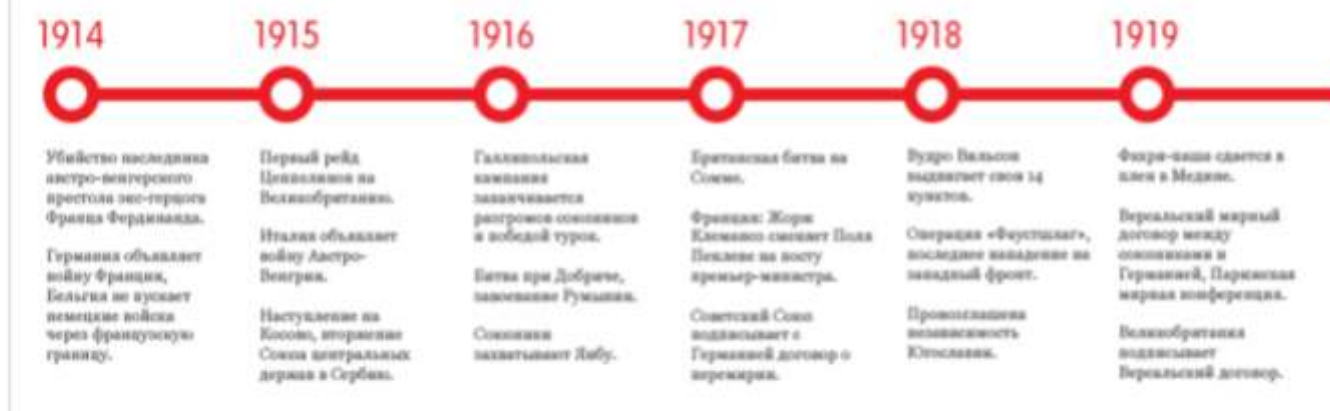 1914
1915
1916
1917
1918
1919
Убийство наследника
австро-венгерского
престола экс-герцога
Франца Фердинанда.
Германия объявляет
войну Франции,
Бельгия не пускает
немецкие войска
через французскую
границу.
Первый рейд
Цеппелинов на
Великобританию.
Италия объявляет
войну Австро-
Венгрии.
Наступление на
Косово, вторжение
Союза центральных
держав в Сербию.
Галлипольская
кампания
заканчивается
разгромов союзников
и победой турок.
Битва при Добриче,
завоевание Румынии.
Союзники
захватывают Янбу.
Британская битва на
Сомме.
Франция: Жорж
Клемансо сменяет Пола
Пенлеве на посту
премьер-министра.
Советский Союз
подписывает с
Германией договор о
перемирии.
Вудро Вильсон
выдвигает свои 14
пунктов.
Операция «Фаустшлаг»,
последнее нападение на
западный фронт.
Провозглашена
независимость
Югославии.
Фахри-паша сдается в
плен в Медине.
Версальский мирный
договор между
союзниками и
Германией, Парижская
мирная конференция.
Великобритания
подписывает
Версальский договор.